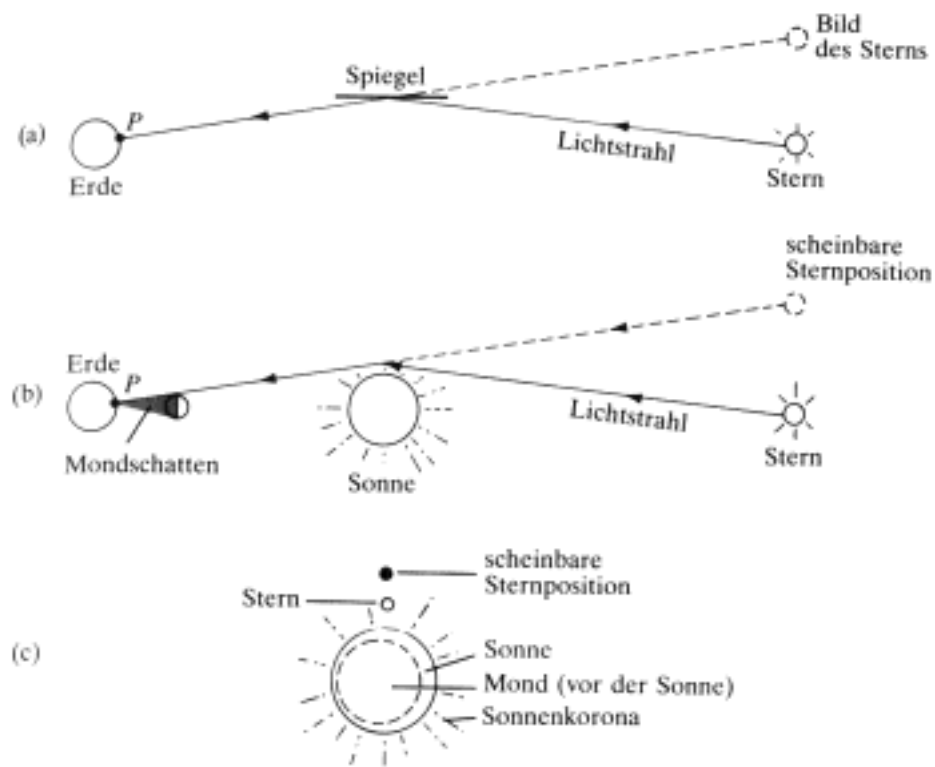 Bild
des Sterns
Spiegel
(a)
P
Lichtstrahl
Erde
Stern
scheinbare
Sternposition
Erde
P
(b)
Lichtstrahl
Mondschatten
Sonne
Stern
scheinbare
Sternposition
Stern
(c)
Sonne
Mond (vor der Sonne)
Sonnenkorona